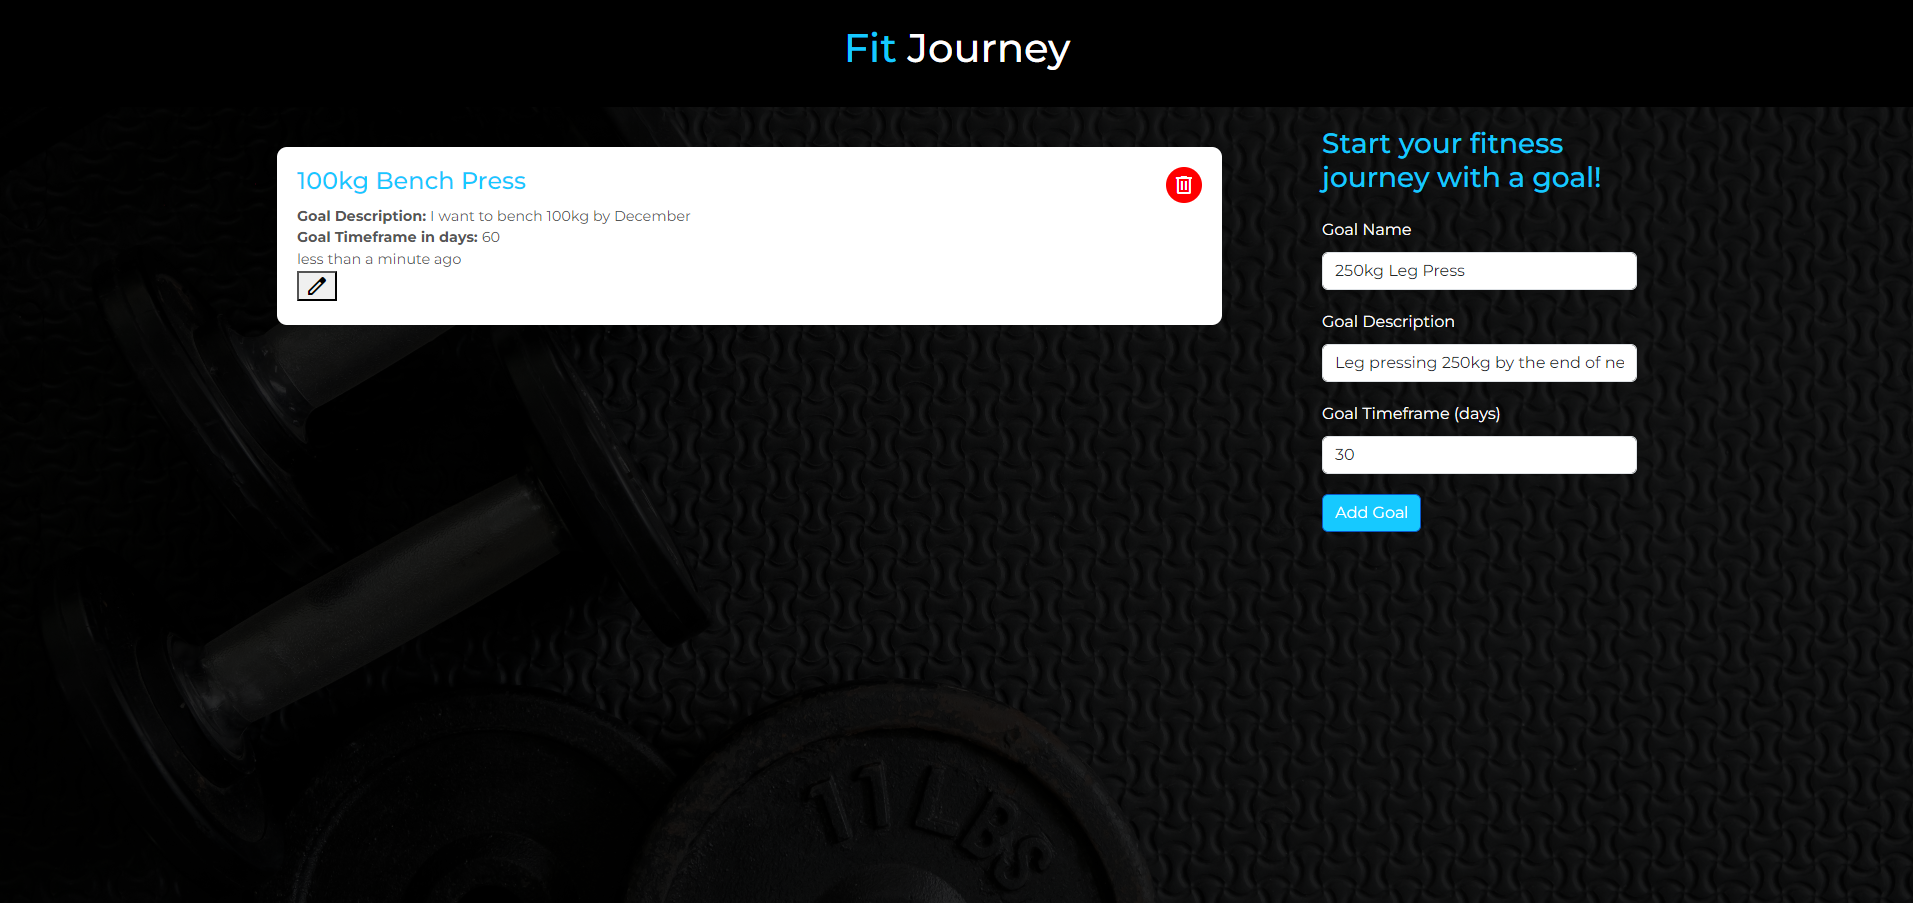 Fit Journey
100kg Bench Press
Goal Description: I want to bench 100kg by December
Goal Timeframe in days: 60
less than a minute ago
Start your fitness
journey with a goal!
Goal Name
250kg Leg Press
Goal Description
Leg pressing 250kg by the end of ne
Goal Timeframe (days)
30
Add Goal
11 LBS